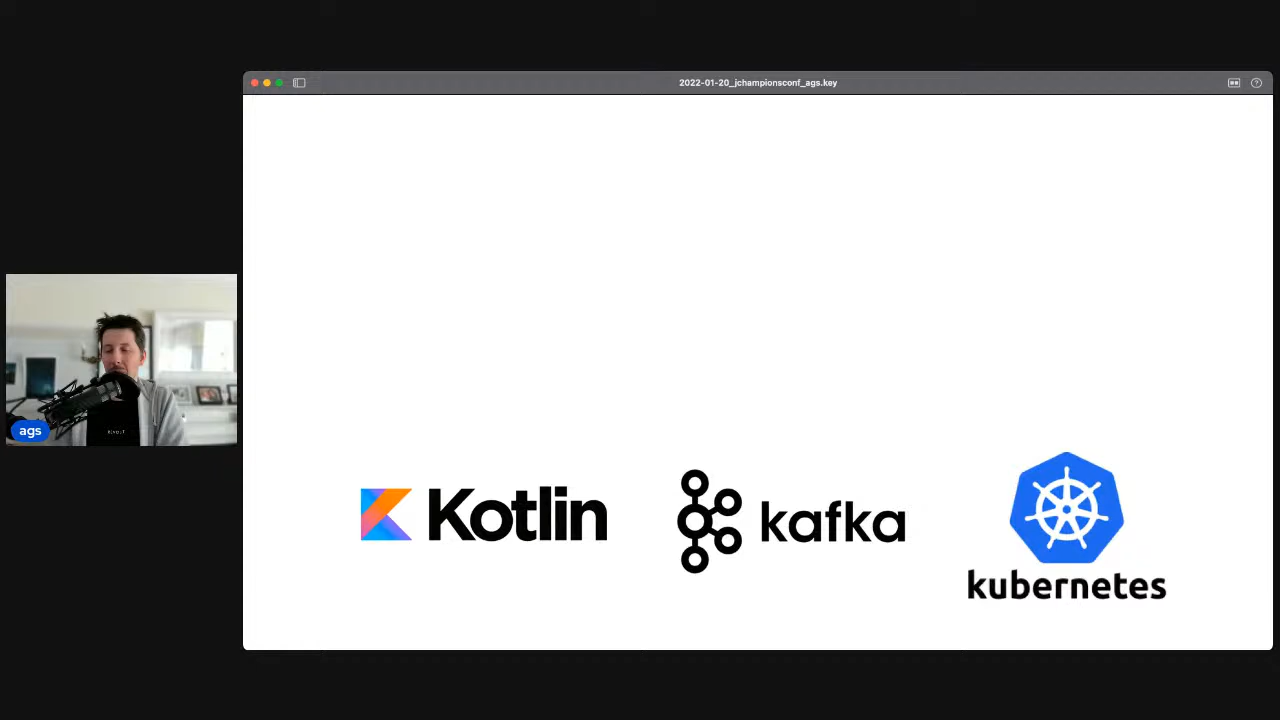 2022-01-20_jchampionsconf_ags.key
ags
Kotlin
kafka
kubernetes